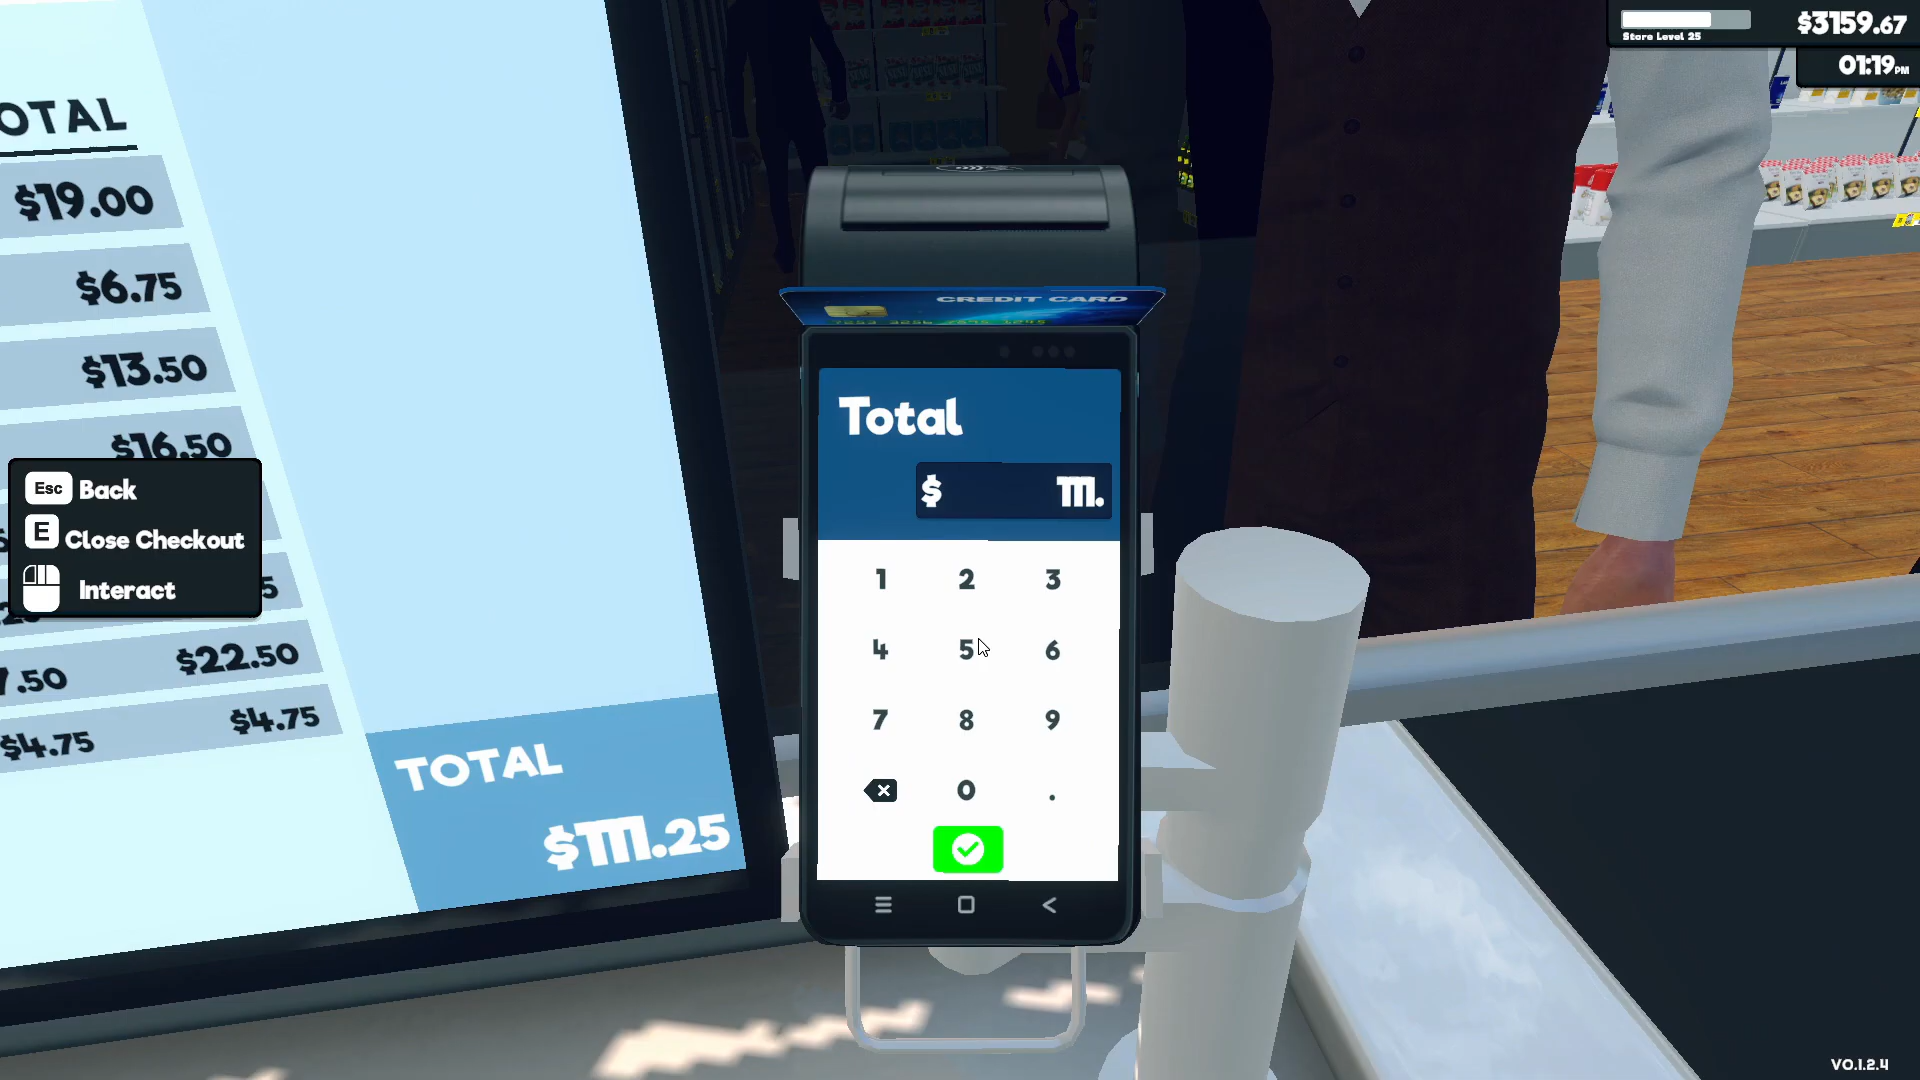 Store Level 25
$3159.67
01:19PM
OTAL
$19.00
$6.75
$13.50
$16.50
Esc Back
E Close Checkout
Interact
5
7.50 $22.50
$4.75 $4.75
TOTAL
$111.25
CREDIT CARD
Total
$ 111.
1 2 3
4 5 6
7 8 9
0 .
V0.1.2.4